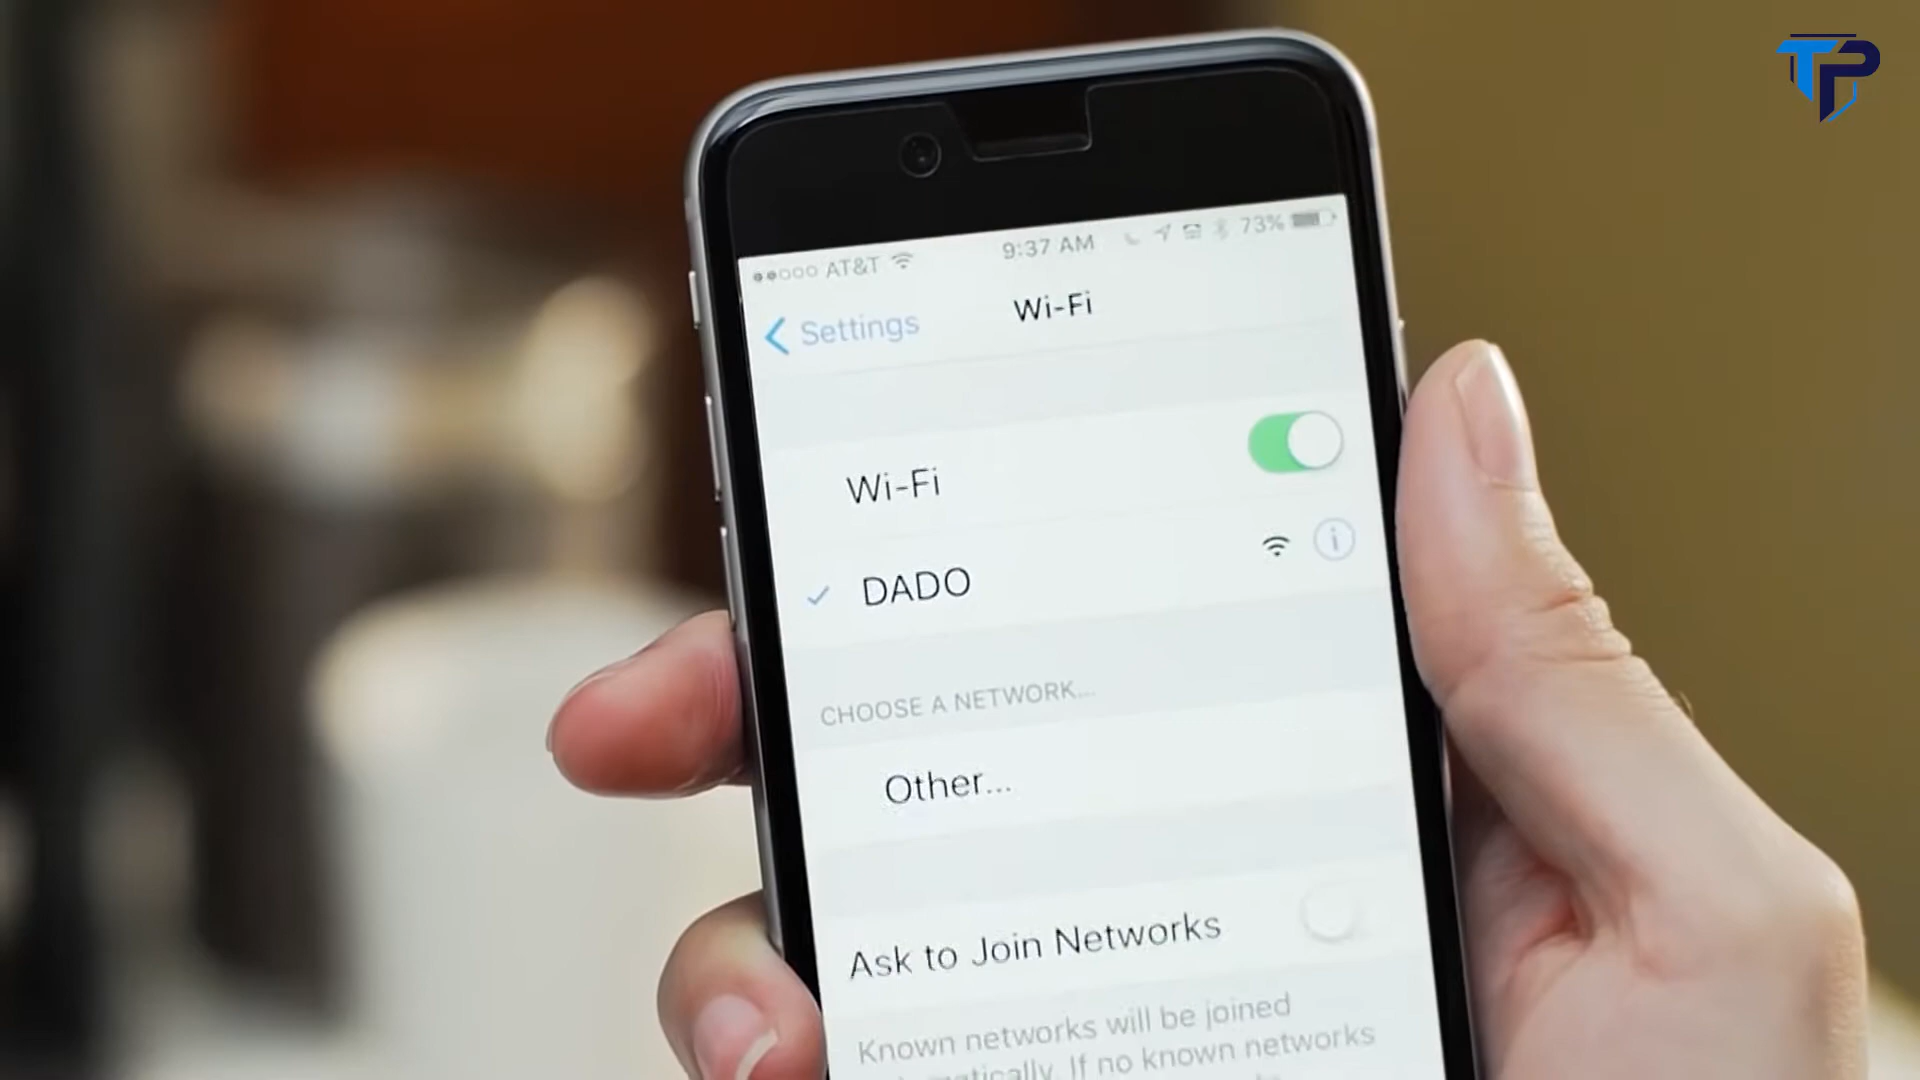 TP
AT&T 9:37 AM 73%
Settings Wi-Fi
Wi-Fi
DADO
CHOOSE A NETWORK...
Other...
Ask to Join Networks
Known networks will be joined
If no known networks